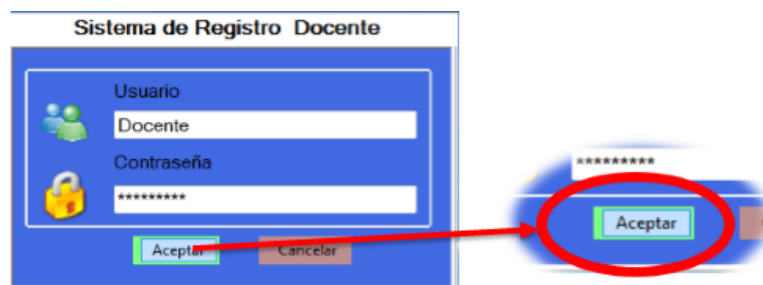 Sistema de Registro Docente
Usuario
Docente
Contraseña
*********
Aceptar
Cancelar
*********
Aceptar